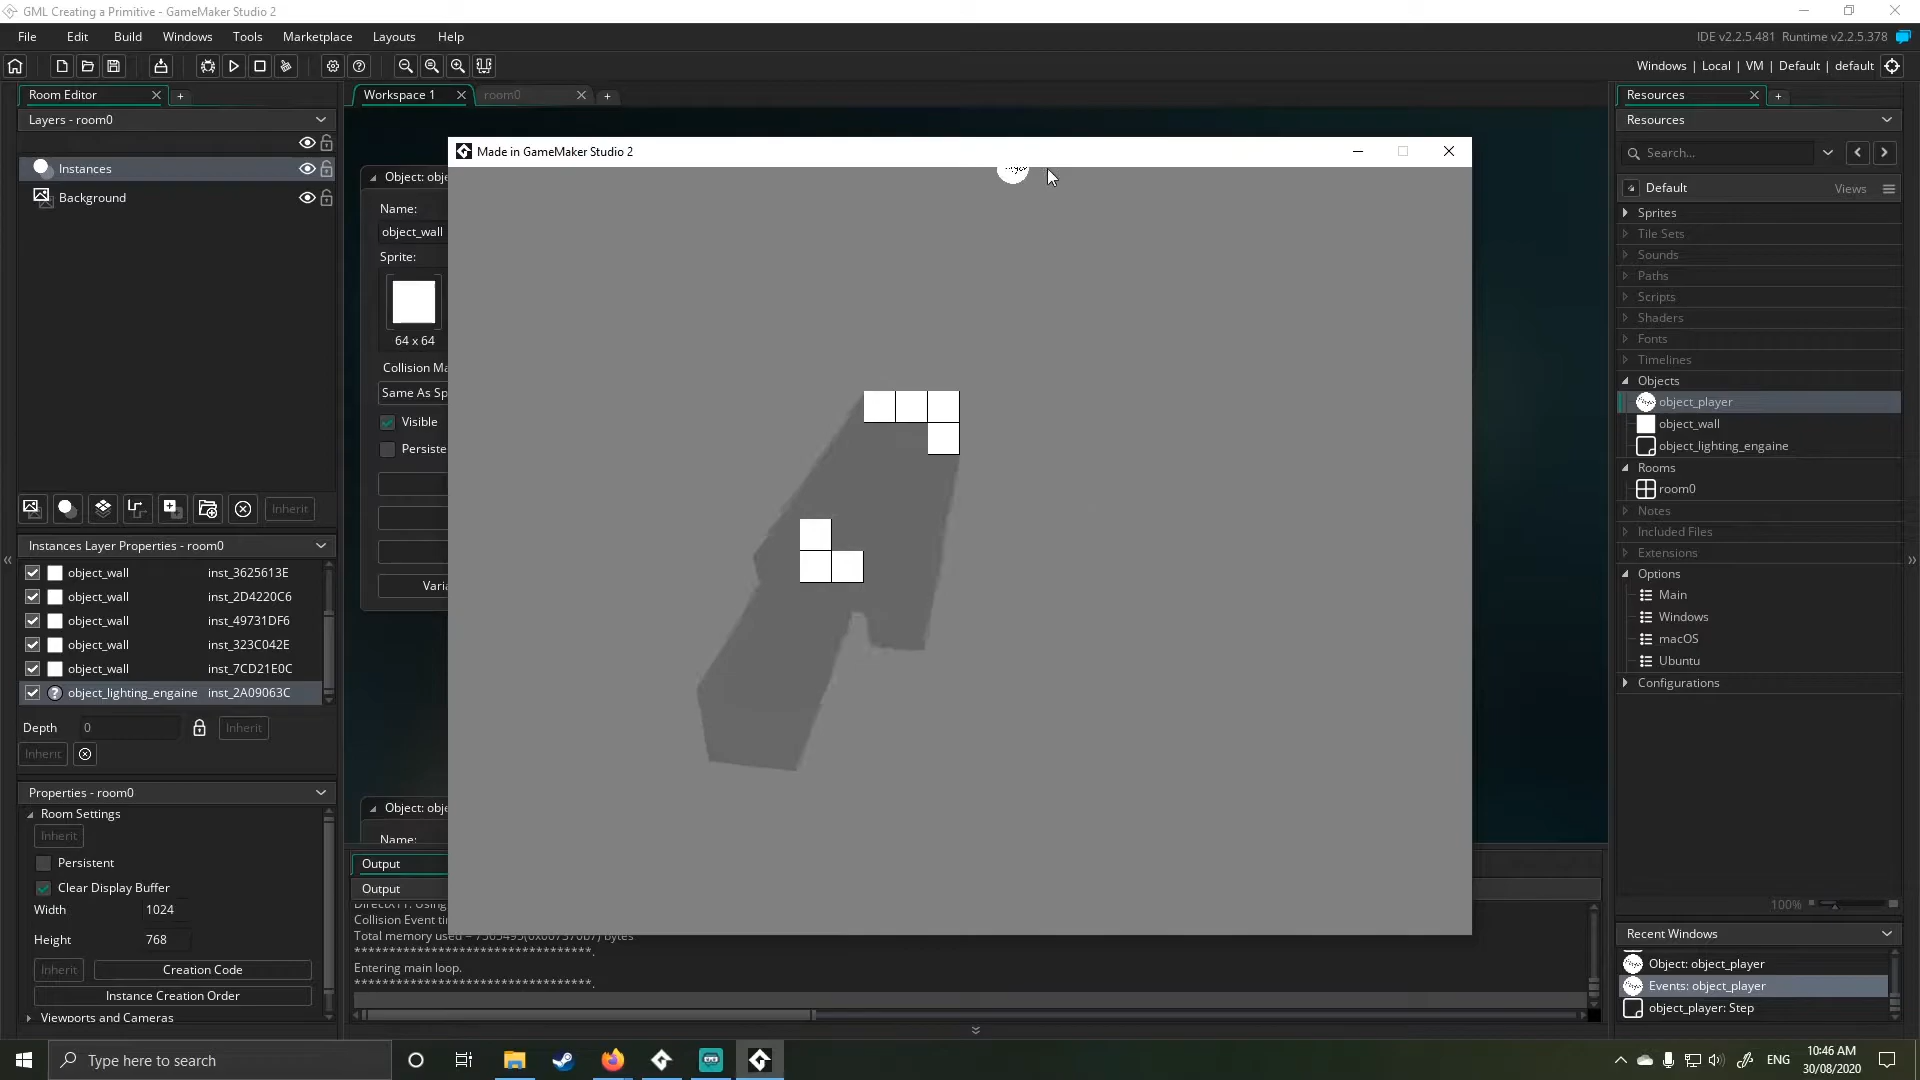 GML Creating a Primitive - GameMaker Studio 2
File Edit Build Windows Tools Marketplace Layouts Help
IDE v2.2.5.481 Runtime v2.2.5.378
Windows | Local | VM | Default | default
Room Editor
Layers - room0
Instances
Background
Inherit
Instances Layer Properties - room0
object_wall inst_3625613E
object_wall inst_2D4220C6
object_wall inst_49731DF6
object_wall inst_323C042E
object_wall inst_7CD21E0C
object_lighting_engaine inst_2A09063C
Depth 0 Inherit
Inherit
Properties - room0
Room Settings
Inherit
Persistent
Clear Display Buffer
Width 1024
Height 768
Inherit Creation Code
Instance Creation Order
Viewports and Cameras
Workspace 1
room0
Object: obje
Name:
object_wall
Sprite:
64 x 64
Collision Ma
Same As Sp
Visible
Persiste
Varia
Object: obje
Name:
Made in GameMaker Studio 2
Output
Output
Collision Event tin
Entering main loop.
**********************************.
Resources
Resources
Search...
Default Views
Sprites
Tile Sets
Sounds
Paths
Scripts
Shaders
Fonts
Timelines
Objects
object_player
object_wall
object_lighting_engaine
Rooms
room0
Notes
Included Files
Extensions
Options
Main
Windows
macOS
Ubuntu
Configurations
100%
Recent Windows
Object: object_player
Events: object_player
object_player: Step
Type here to search
ENG
10:46 AM
30/08/2020